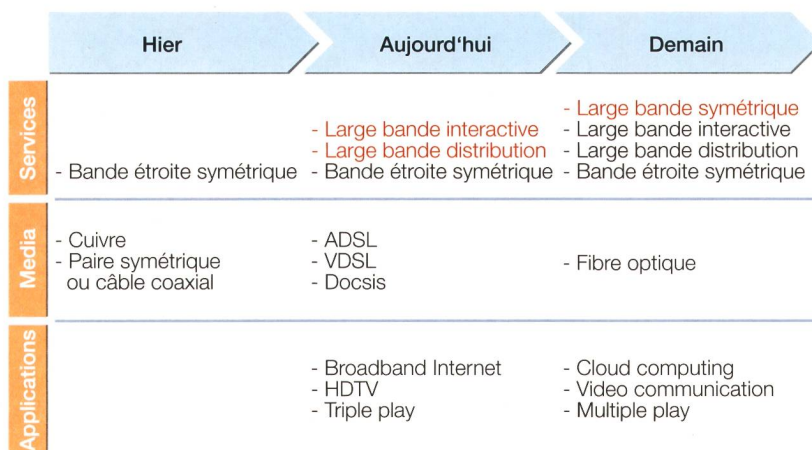 Hier
Aujourd'hui
Demain
Services
- Bande étroite symétrique
- Large bande interactive
- Large bande distribution
- Bande étroite symétrique
- Large bande symétrique
- Large bande interactive
- Large bande distribution
- Bande étroite symétrique
Media
- Cuivre
- Paire symétrique
ou câble coaxial
- ADSL
- VDSL
- Docsis
- Fibre optique
Applications
- Broadband Internet
- HDTV
- Triple play
- Cloud computing
- Video communication
- Multiple play